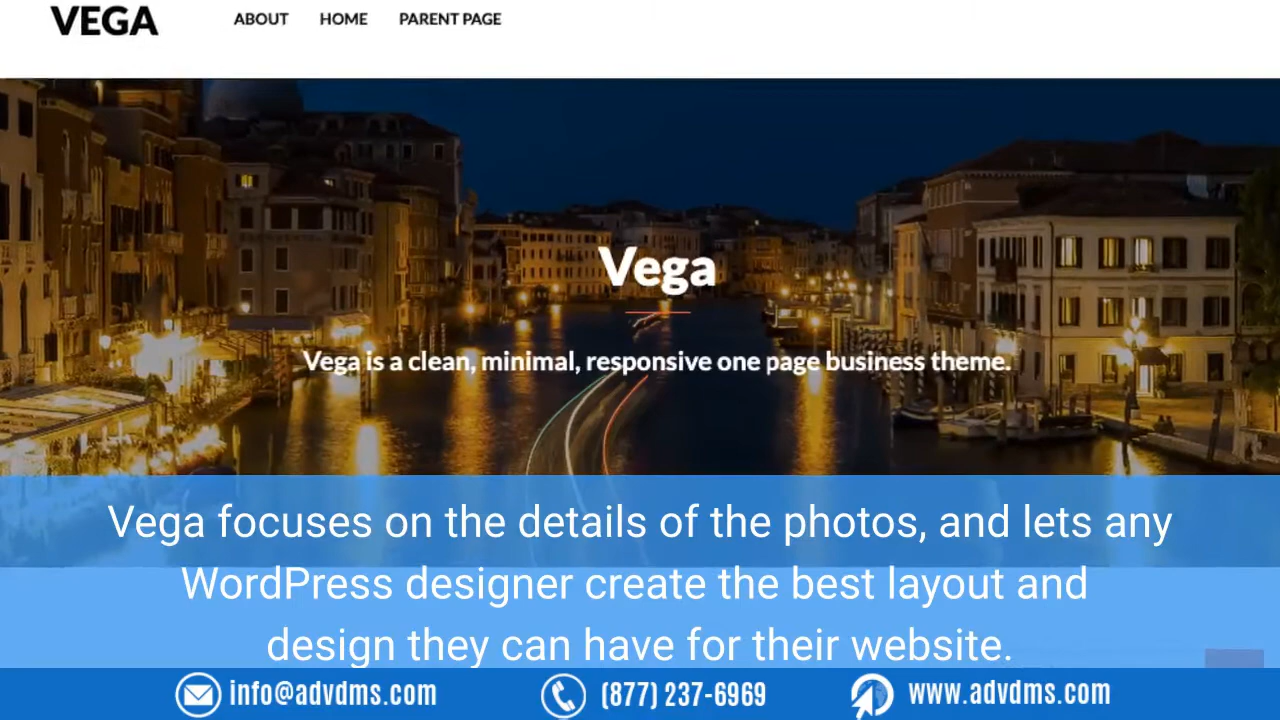 VEGA
ABOUT HOME PARENT PAGE
Vega
Vega is a clean, minimal, responsive one page business theme.
Vega focuses on the details of the photos, and lets any
WordPress designer create the best layout and
design they can have for their website.
info@advdms.com (877) 237-6969 www.advdms.com